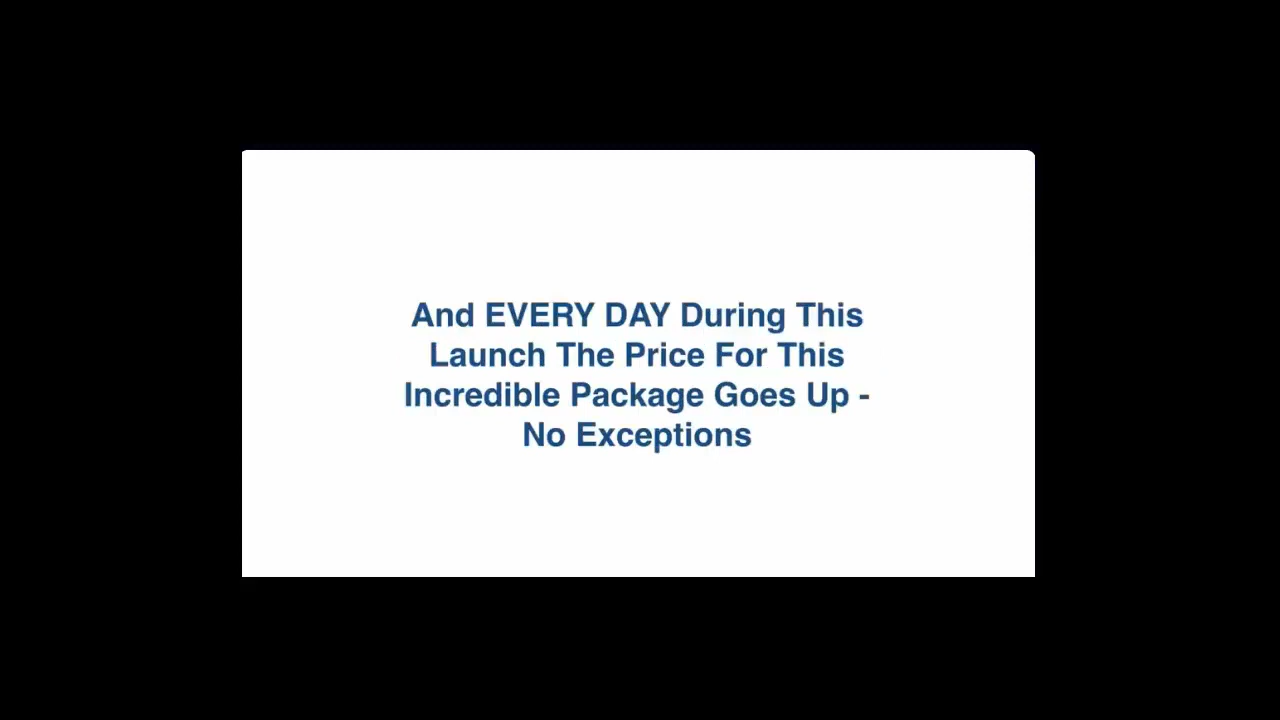 And EVERY DAY During This
Launch The Price For This
Incredible Package Goes Up -
No Exceptions